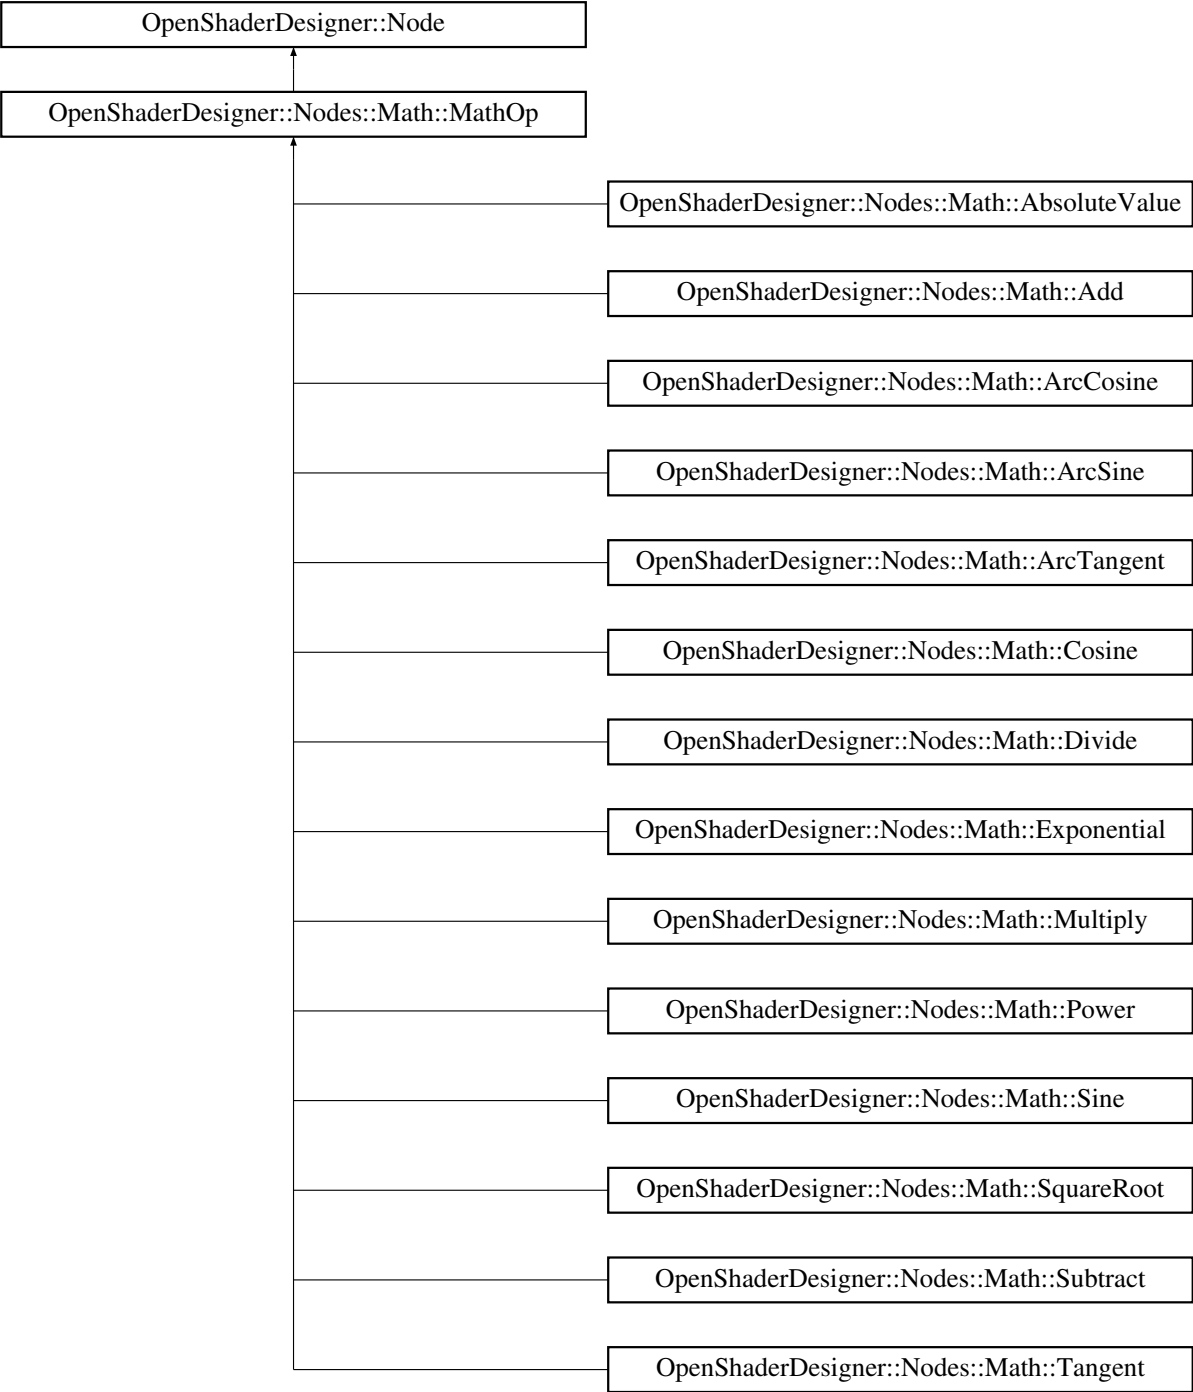 OpenShaderDesigner::Node
OpenShaderDesigner::Nodes::Math::MathOp
OpenShaderDesigner::Nodes::Math::AbsoluteValue
OpenShaderDesigner::Nodes::Math::Add
OpenShaderDesigner::Nodes::Math::ArcCosine
OpenShaderDesigner::Nodes::Math::ArcSine
OpenShaderDesigner::Nodes::Math::ArcTangent
OpenShaderDesigner::Nodes::Math::Cosine
OpenShaderDesigner::Nodes::Math::Divide
OpenShaderDesigner::Nodes::Math::Exponential
OpenShaderDesigner::Nodes::Math::Multiply
OpenShaderDesigner::Nodes::Math::Power
OpenShaderDesigner::Nodes::Math::Sine
OpenShaderDesigner::Nodes::Math::SquareRoot
OpenShaderDesigner::Nodes::Math::Subtract
OpenShaderDesigner::Nodes::Math::Tangent